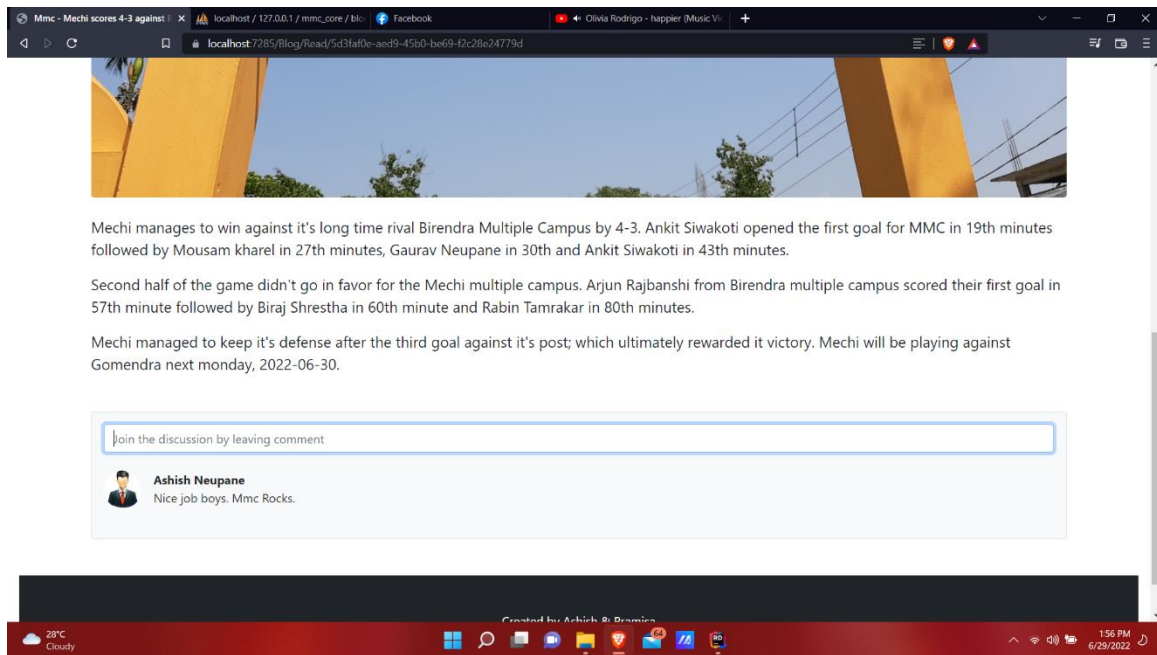 Mmc - Mechi scores 4-3 against
localhost / 127.0.0.1 / mmc_core / blo
Facebook
Olivia Rodrigo - happier (Music Vi
localhost:7285/Blog/Read/5d3faf0e-aed9-45b0-be69-f2c28e24779d
Mechi manages to win against it's long time rival Birendra Multiple Campus by 4-3. Ankit Siwakoti opened the first goal for MMC in 19th minutes
followed by Mousam kharel in 27th minutes, Gaurav Neupane in 30th and Ankit Siwakoti in 43th minutes.
Second half of the game didn't go in favor for the Mechi multiple campus. Arjun Rajbanshi from Birendra multiple campus scored their first goal in
57th minute followed by Biraj Shrestha in 60th minute and Rabin Tamrakar in 80th minutes.
Mechi managed to keep it's defense after the third goal against it's post; which ultimately rewarded it victory. Mechi will be playing against
Gomendra next monday, 2022-06-30.
Join the discussion by leaving comment
Ashish Neupane
Nice job boys. Mmc Rocks.
Created by Ashish & Pramisa
28°C
Cloudy
64
RD
1:56 PM
6/29/2022